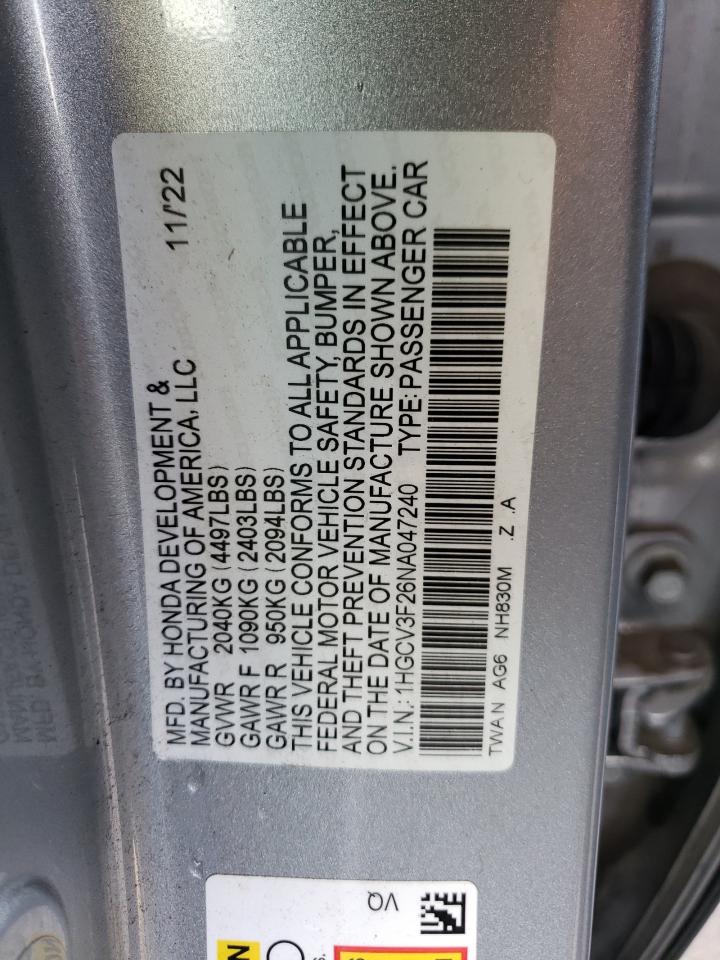 MFD. BY HONDA DEVELOPMENT &
MANUFACTURING OF AMERICA, LLC 11/'22
GVWR 2040KG (4497LBS)
GAWR F 1090KG (2403LBS)
GAWR R 950KG (2094LBS)
THIS VEHICLE CONFORMS TO ALL APPLICABLE
FEDERAL MOTOR VEHICLE SAFETY, BUMPER,
AND THEFT PREVENTION STANDARDS IN EFFECT
ON THE DATE OF MANUFACTURE SHOWN ABOVE.
V.I.N.: 1HGCV3F26NA047240 TYPE:PASSENGER CAR
TWA N AG6 NH830M .Z .A
VQ